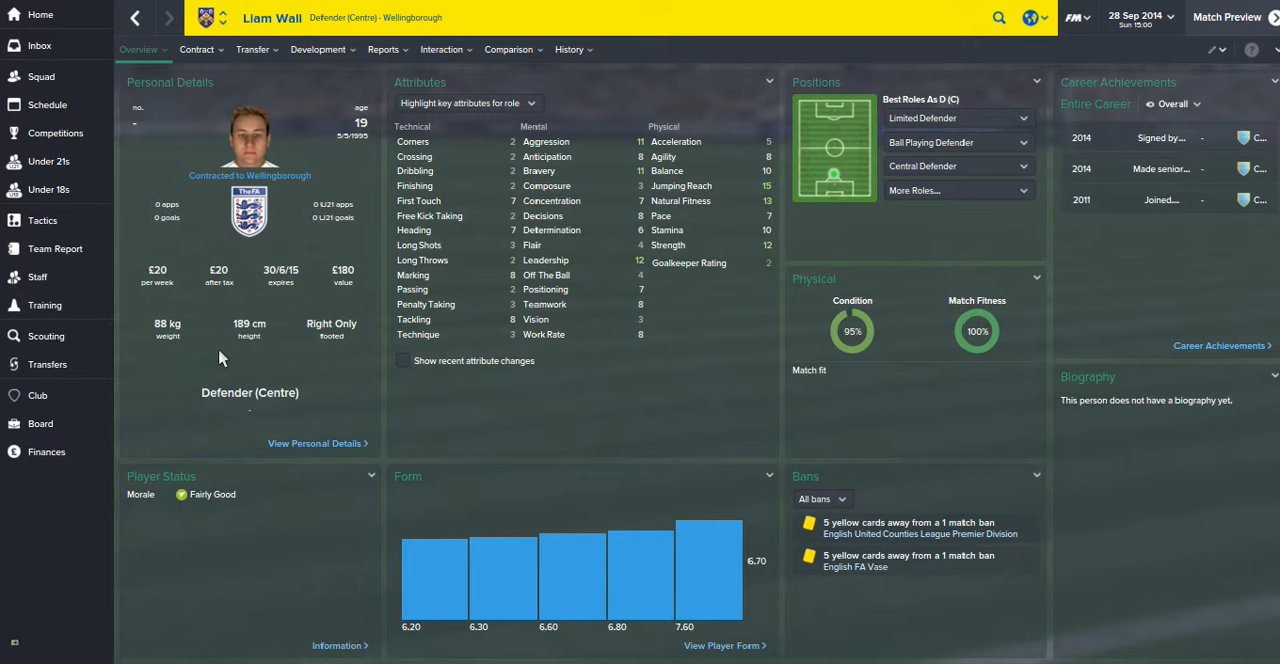 Home
Inbox
Squad
Schedule
Competitions
Under 21s
Under 18s
Tactics
Team Report
Staff
Training
Scouting
Transfers
Club
Board
Finances
Liam Wall Defender (Centre) - Wellingborough
FM 28 Sep 2014 Sun 15:00 Match Preview
Overview Contract Transfer Development Reports Interaction Comparison History
Personal Details
no.
-
age
19
5/5/1995
Contracted to Wellingborough
The FA
0 apps
0 goals
0 U21 apps
0 U21 goals
£20 £20 30/6/15 £180
per week after tax expires value
88 kg 189 cm Right Only
weight height footed
Defender (Centre)
-
View Personal Details >
Attributes
Highlight key attributes for role
Technical Mental Physical
Corners 2 Aggression 11 Acceleration 5
Crossing 2 Anticipation 8 Agility 8
Dribbling 2 Bravery 11 Balance 10
Finishing 2 Composure 3 Jumping Reach 15
First Touch 7 Concentration 7 Natural Fitness 13
Free Kick Taking 2 Decisions 8 Pace 7
Heading 7 Determination 6 Stamina 10
Long Shots 3 Flair 4 Strength 12
Long Throws 2 Leadership 12 Goalkeeper Rating 2
Marking 8 Off The Ball 4
Passing 2 Positioning 7
Penalty Taking 3 Teamwork 8
Tackling 8 Vision 3
Technique 3 Work Rate 8
Show recent attribute changes
Positions
Best Roles As D (C)
Limited Defender
Ball Playing Defender
Central Defender
More Roles...
Physical
Condition Match Fitness
95% 100%
Match fit
Career Achievements
Entire Career Overall
2014 Signed by... - C...
2014 Made senior... - C...
2011 Joined.... - C...
Career Achievements >
Biography
This person does not have a biography yet.
Player Status
Morale Fairly Good
Information >
Form
6.70
6.20 6.30 6.60 6.80 7.60
View Player Form >
Bans
All bans
5 yellow cards away from a 1 match ban
English United Counties League Premier Division
5 yellow cards away from a 1 match ban
English FA Vase